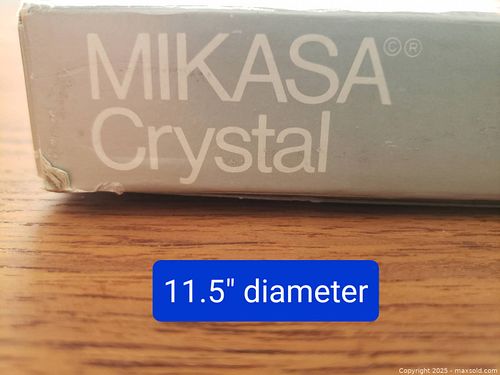 MIKASA ©®
Crystal
11.5" diameter
Copyright 2025 - maxsold.com